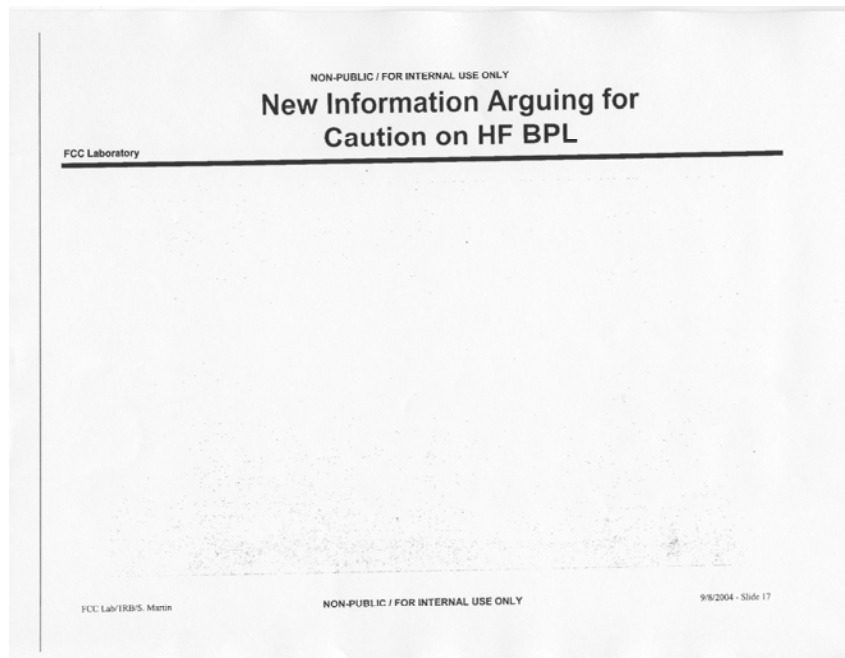 NON-PUBLIC / FOR INTERNAL USE ONLY
New Information Arguing for
Caution on HF BPL
FCC Laboratory
FCC Lab/TRB/S. Martin
NON-PUBLIC / FOR INTERNAL USE ONLY
9/8/2004 - Slide 17